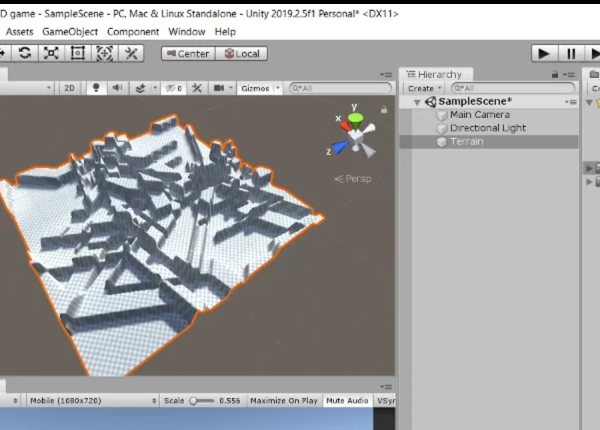 D game - SampleScene - PC, Mac & Linux Standalone - Unity 2019.2.5f1 Personal* <DX11>
Assets GameObject Component Window Help
Center Local
Hierarchy
2D 0 Gizmos All Create All
SampleScene*
Main Camera
Directional Light
Terrain
y
x
z
Persp
Mobile (1080x720) Scale 0.556 Maximize On Play Mute Audio VSyr